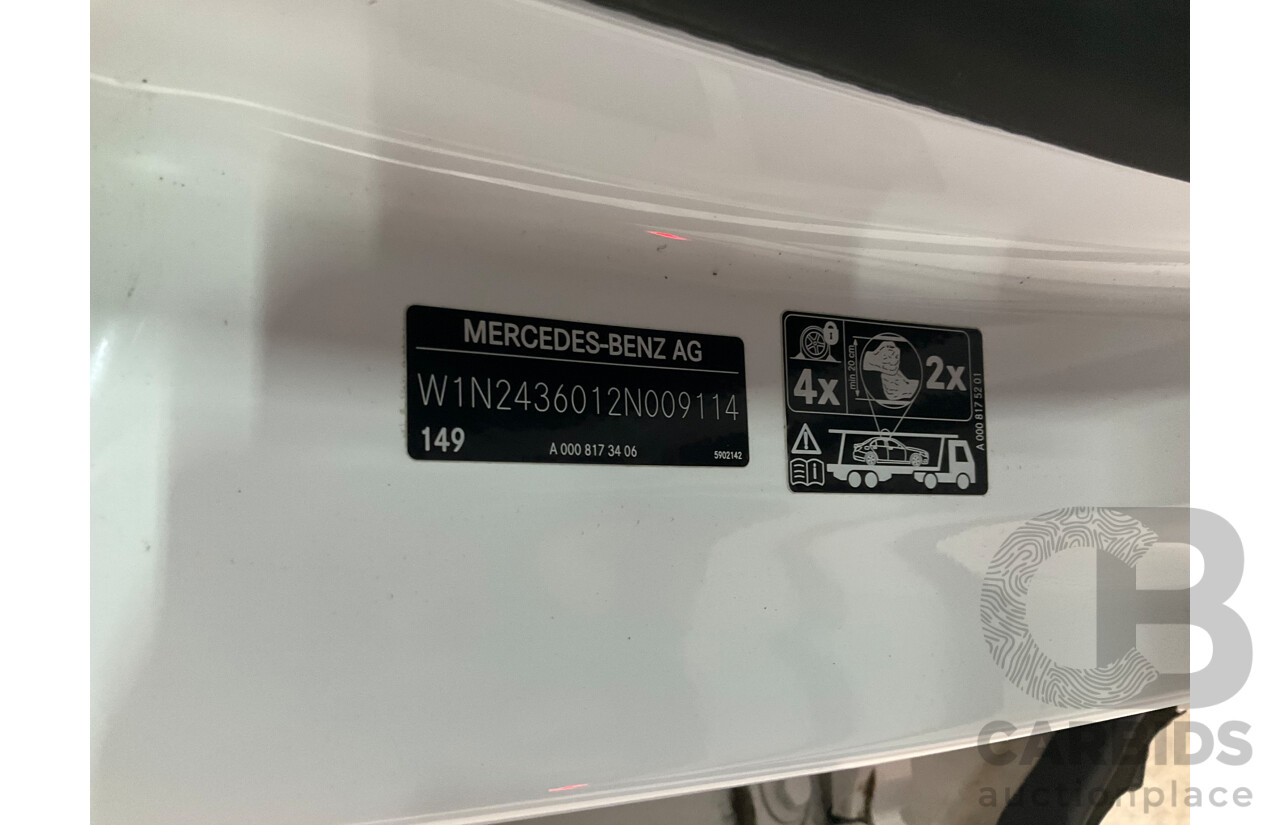 MERCEDES-BENZ AG
W1N2436012N009114
149
A 000 817 34 06
5902142
4x
min 20 cm
2x
A 000 817 52 01
CB
CARBIDS
auctionplace